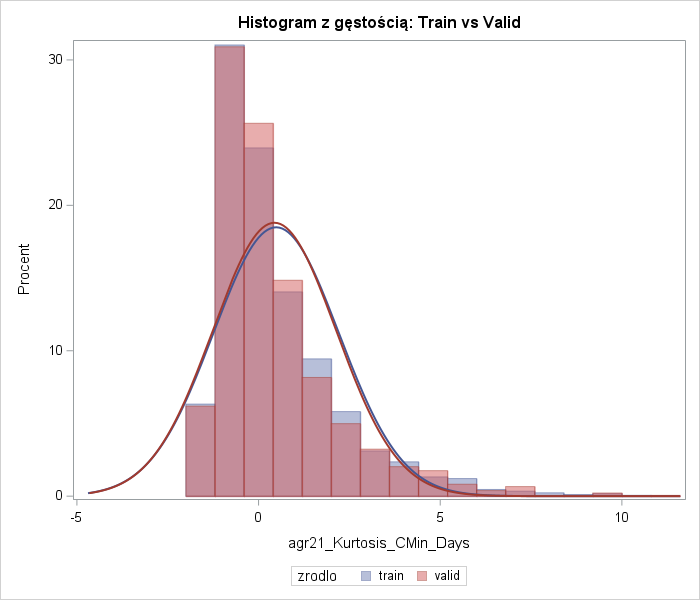 Histogram z gęstością: Train vs Valid
30
20
10
0
Procent
-5 0 5 10
agr21_Kurtosis_CMin_Days
zrodlo train valid